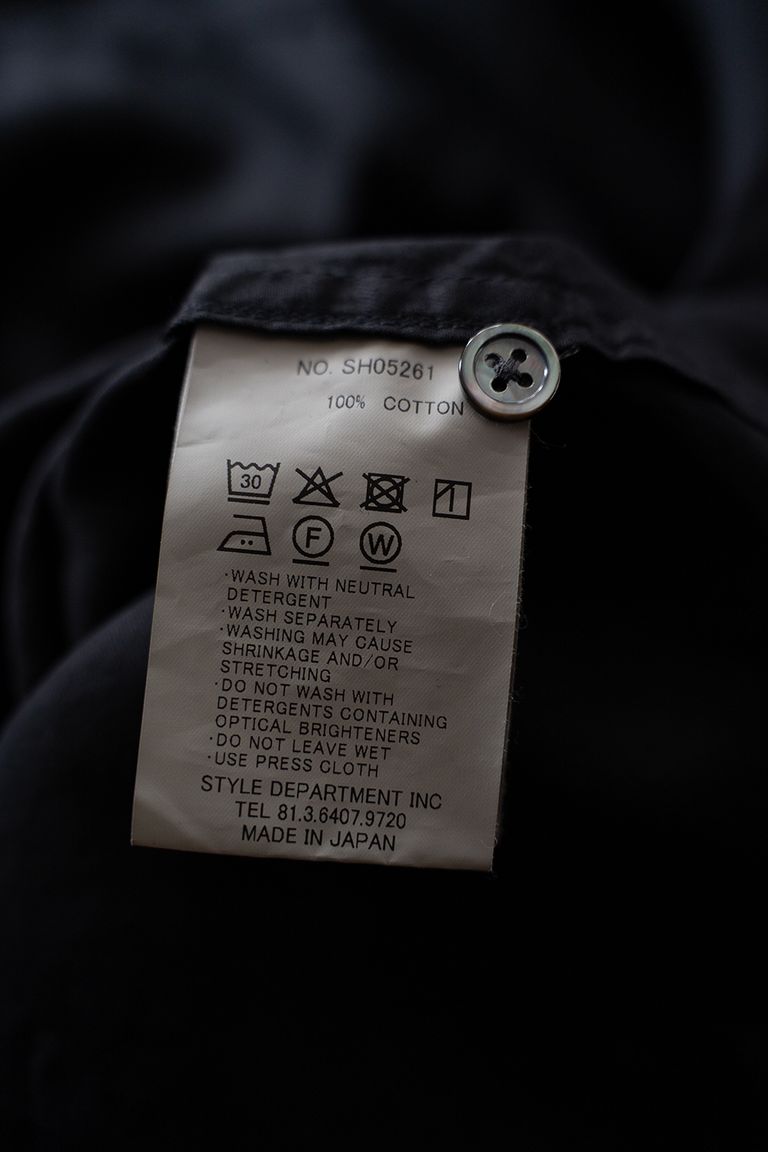 NO. SH05261
100% COTTON
30
F W
·WASH WITH NEUTRAL
DETERGENT
·WASH SEPARATELY
·WASHING MAY CAUSE
SHRINKAGE AND/OR
STRETCHING
·DO NOT WASH WITH
DETERGENTS CONTAINING
OPTICAL BRIGHTENERS
·DO NOT LEAVE WET
·USE PRESS CLOTH
STYLE DEPARTMENT INC
TEL 81.3.6407.9720
MADE IN JAPAN